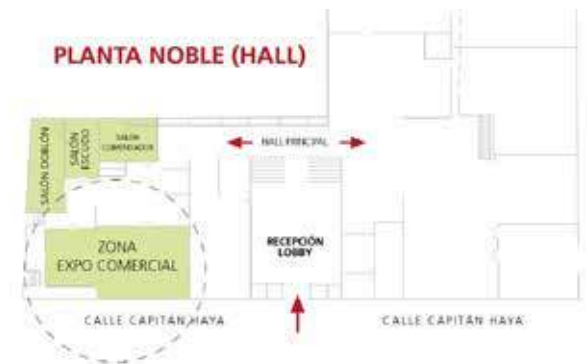 PLANTA NOBLE (HALL)
SALÓN DOBLÓN
SALÓN
ESCUDO
SALÓN
COMENDADOR
HALL PRINCIPAL
ZONA
EXPO COMERCIAL
RECEPCIÓN
LOBBY
CALLE CAPITÁN HAYA
CALLE CAPITÁN HAYA